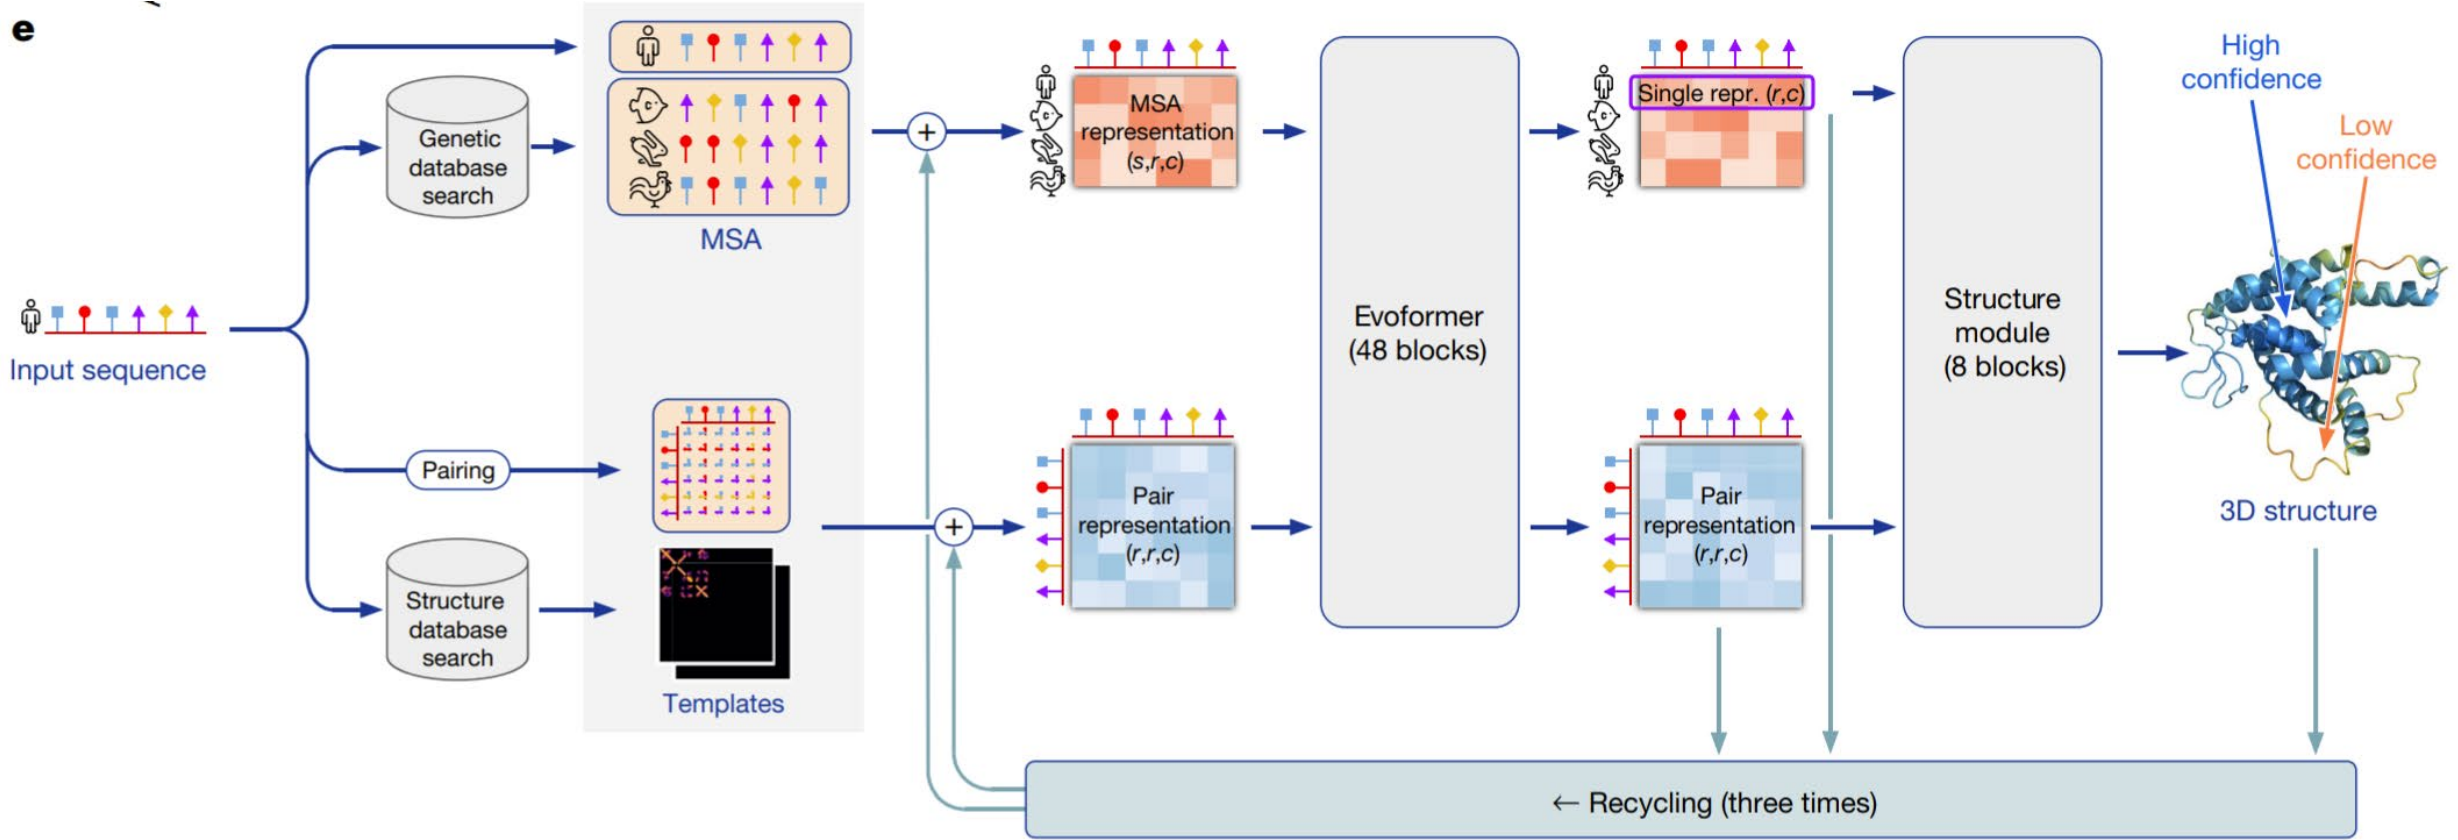 e
Input sequence
Genetic
database
search
Pairing
Structure
database
search
MSA
Templates
+
+
MSA
representation
(s,r,c)
Pair
representation
(r,r,c)
Evoformer
(48 blocks)
Single repr. (r,c)
Pair
representation
(r,r,c)
Structure
module
(8 blocks)
High
confidence
Low
confidence
3D structure
← Recycling (three times)